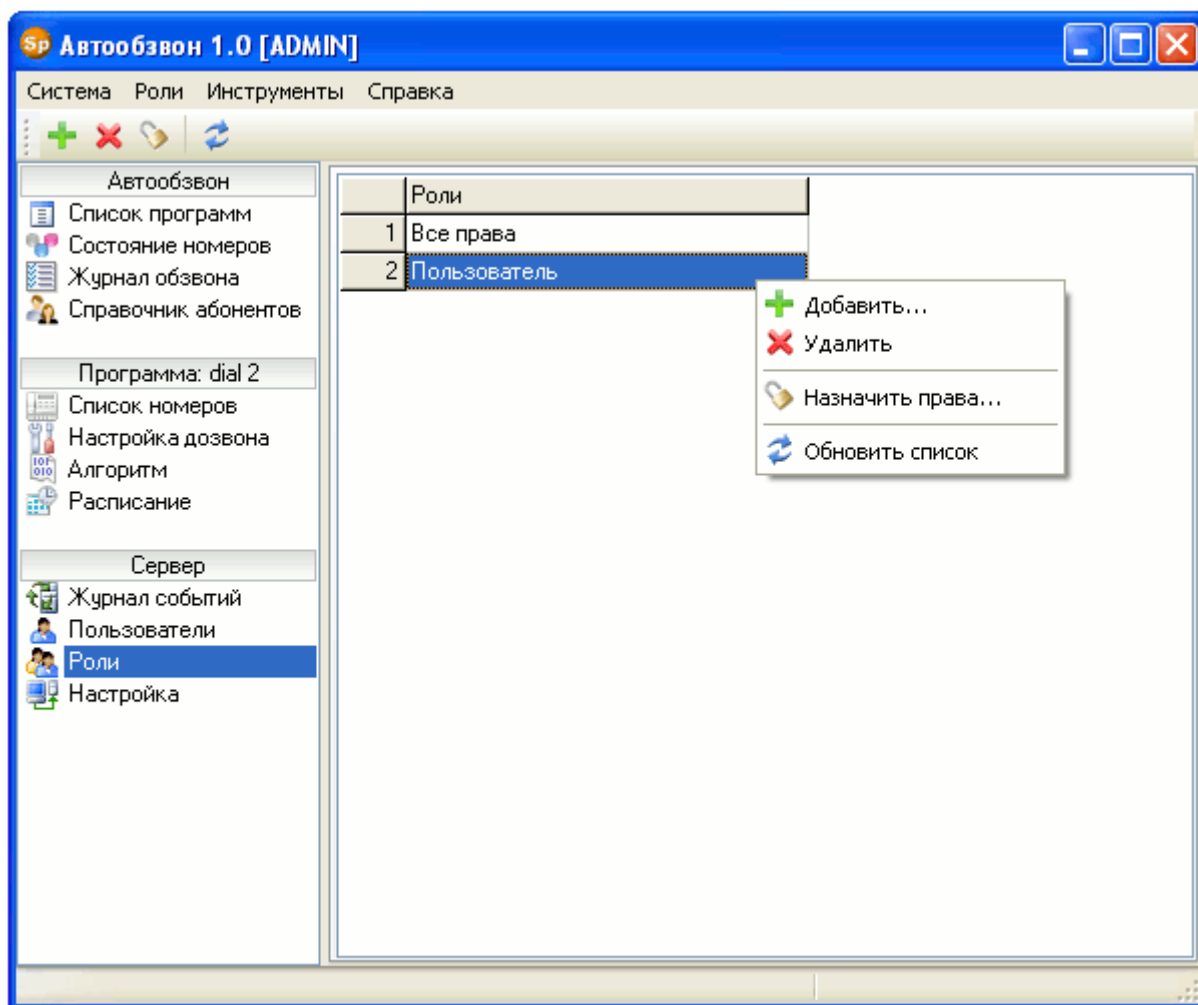 Sp Автообзвон 1.0 [ADMIN]
Система Роли Инструменты Справка
Автообзвон
Список программ
Состояние номеров
Журнал обзвона
Справочник абонентов
Программа: dial 2
Список номеров
Настройка дозвона
Алгоритм
Расписание
Сервер
Журнал событий
Пользователи
Роли
Настройка
Роли
1 Все права
2 Пользователь
Добавить...
Удалить
Назначить права...
Обновить список